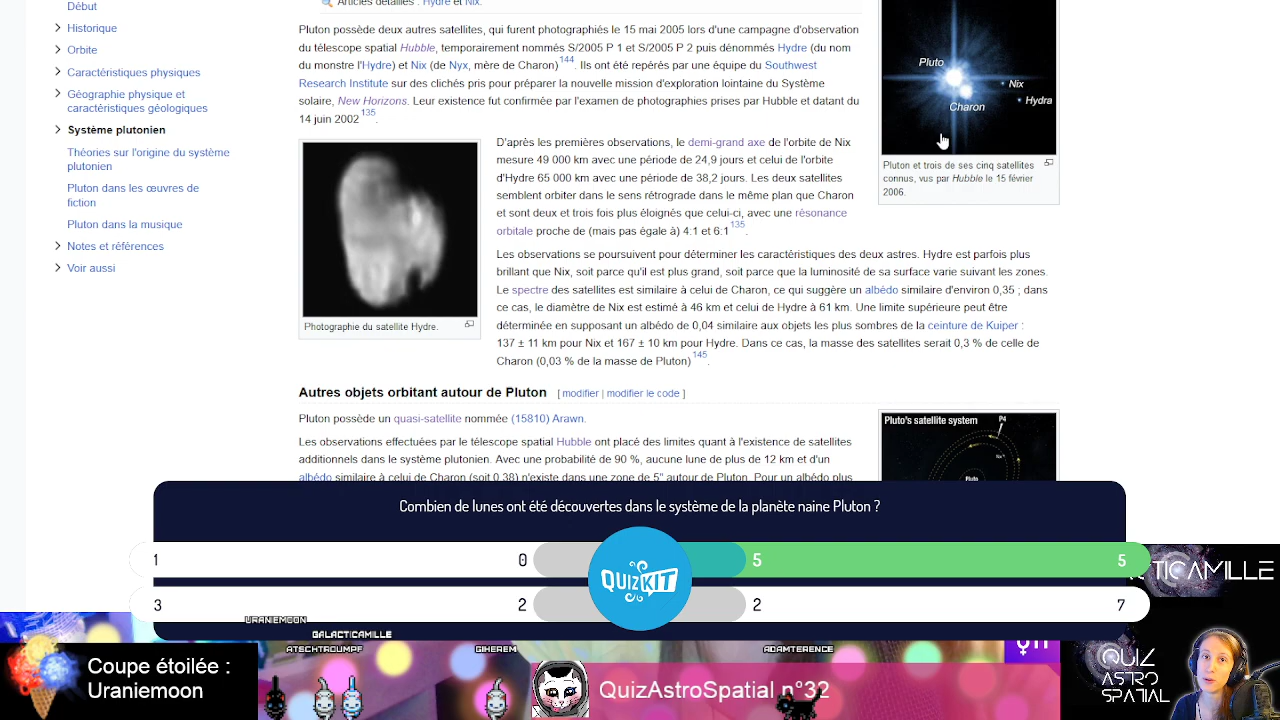 Début
Historique
Orbite
Caractéristiques physiques
Géographie physique et
caractéristiques géologiques
Système plutonien
Théories sur l'origine du système
plutonien
Pluton dans les œuvres de
fiction
Pluton dans la musique
Notes et références
Voir aussi
Articles détaillés : Hydre et Nix.
Pluton possède deux autres satellites, qui furent photographiés le 15 mai 2005 lors d'une campagne d'observation
du télescope spatial Hubble, temporairement nommés S/2005 P 1 et S/2005 P 2 puis dénommés Hydre (du nom
du monstre l'Hydre) et Nix (de Nyx, mère de Charon)144. Ils ont été repérés par une équipe du Southwest
Research Institute sur des clichés pris pour préparer la nouvelle mission d'exploration lointaine du Système
solaire, New Horizons. Leur existence fut confirmée par l'examen de photographies prises par Hubble et datant du
14 juin 2002135.
Pluto
Charon
Nix
Hydra
Pluton et trois de ses cinq satellites
connus, vus par Hubble le 15 février
2006.
Photographie du satellite Hydre.
D'après les premières observations, le demi-grand axe de l'orbite de Nix
mesure 49 000 km avec une période de 24,9 jours et celui de l'orbite
d'Hydre 65 000 km avec une période de 38,2 jours. Les deux satellites
semblent orbiter dans le sens rétrograde dans le même plan que Charon
et sont deux et trois fois plus éloignés que celui-ci, avec une résonance
orbitale proche de (mais pas égale à) 4:1 et 6:1135.
Les observations se poursuivent pour déterminer les caractéristiques des deux astres. Hydre est parfois plus
brillant que Nix, soit parce qu'il est plus grand, soit parce que la luminosité de sa surface varie suivant les zones.
Le spectre des satellites est similaire à celui de Charon, ce qui suggère un albédo similaire d'environ 0,35 ; dans
ce cas, le diamètre de Nix est estimé à 46 km et celui de Hydre à 61 km. Une limite supérieure peut être
déterminée en supposant un albédo de 0,04 similaire aux objets les plus sombres de la ceinture de Kuiper :
137 ± 11 km pour Nix et 167 ± 10 km pour Hydre. Dans ce cas, la masse des satellites serait 0,3 % de celle de
Charon (0,03 % de la masse de Pluton)145.
Autres objets orbitant autour de Pluton [ modifier | modifier le code ]
Pluton possède un quasi-satellite nommée (15810) Arawn.
Les observations effectuées par le télescope spatial Hubble ont placé des limites quant à l'existence de satellites
additionnels dans le système plutonien. Avec une probabilité de 90 %, aucune lune de plus de 12 km et d'un
albédo similaire à celui de Charon (soit 0,38) n'existe dans une zone de 5″ autour de Pluton. Pour un albédo plus
Pluto's satellite system
P4
Nix
Pluto
Combien de lunes ont été découvertes dans le système de la planète naine Pluton ?
1 0
5 5
3 2
2 7
QUIZKIT
URANIEMOON
GALACTICAMILLE
ATECHTROUMPF
GIHEREM
ADAMTERENCE
Coupe étoilée :
Uraniemoon
QuizAstroSpatial n°32
QUIZ
ASTRO
SPATIAL